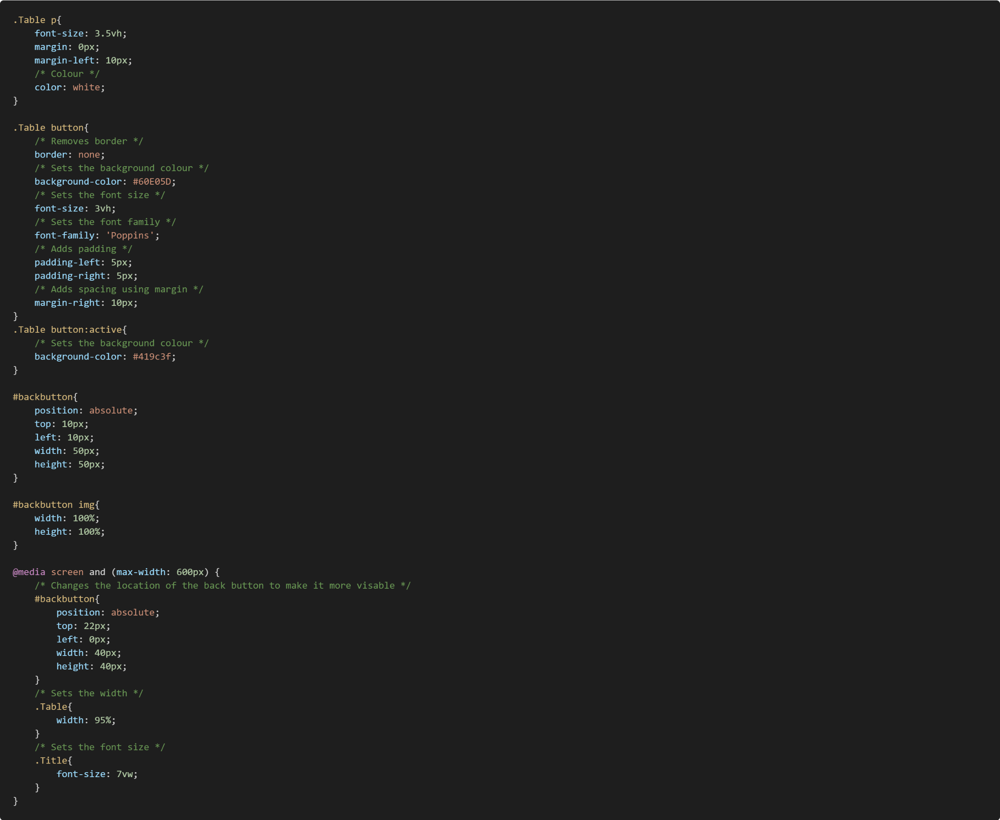 .Table p{
    font-size: 3.5vh;
    margin: 0px;
    margin-left: 10px;
    /* Colour */
    color: white;
}

.Table button{
    /* Removes border */
    border: none;
    /* Sets the background colour */
    background-color: #60E05D;
    /* Sets the font size */
    font-size: 3vh;
    /* Sets the font family */
    font-family: 'Poppins';
    /* Adds padding */
    padding-left: 5px;
    padding-right: 5px;
    /* Adds spacing using margin */
    margin-right: 10px;
}
.Table button:active{
    /* Sets the background colour */
    background-color: #419c3f;
}

#backbutton{
    position: absolute;
    top: 10px;
    left: 10px;
    width: 50px;
    height: 50px;
}

#backbutton img{
    width: 100%;
    height: 100%;
}

@media screen and (max-width: 600px) {
    /* Changes the location of the back button to make it more visable */
    #backbutton{
        position: absolute;
        top: 22px;
        left: 0px;
        width: 40px;
        height: 40px;
    }
    /* Sets the width */
    .Table{
        width: 95%;
    }
    /* Sets the font size */
    .Title{
        font-size: 7vw;
    }
}